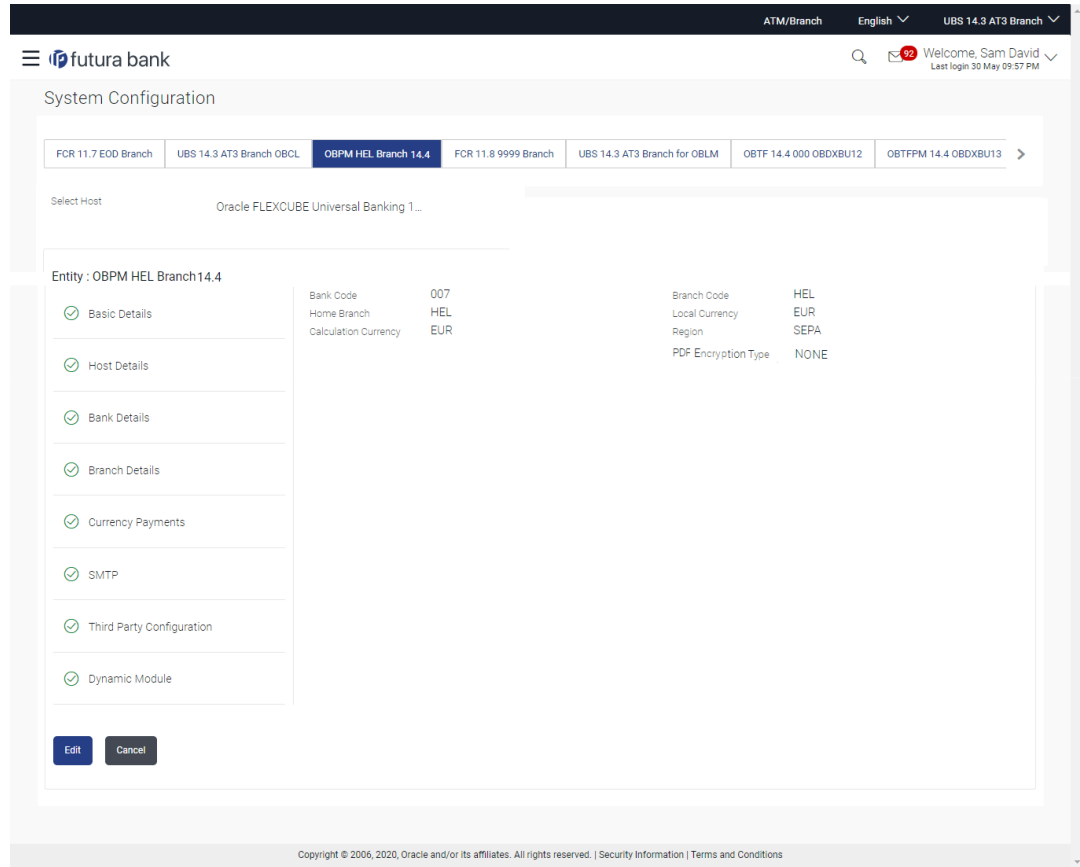 ATM/Branch English UBS 14.3 AT3 Branch
futura bank 92 Welcome, Sam David
Last login 30 May 09:57 PM
System Configuration
FCR 11.7 EOD Branch UBS 14.3 AT3 Branch OBCL OBPM HEL Branch 14.4 FCR 11.8 9999 Branch UBS 14.3 AT3 Branch for OBLM OBTF 14.4 000 OBDXBU12 OBTFPM 14.4 OBDXBU13
Select Host Oracle FLEXCUBE Universal Banking 1...
Entity : OBPM HEL Branch14.4
Bank Code 007 Branch Code HEL
Basic Details Home Branch HEL Local Currency EUR
Calculation Currency EUR Region SEPA
PDF Encryption Type NONE
Host Details
Bank Details
Branch Details
Currency Payments
SMTP
Third Party Configuration
Dynamic Module
Edit Cancel
Copyright © 2006, 2020, Oracle and/or its affiliates. All rights reserved. | Security Information | Terms and Conditions